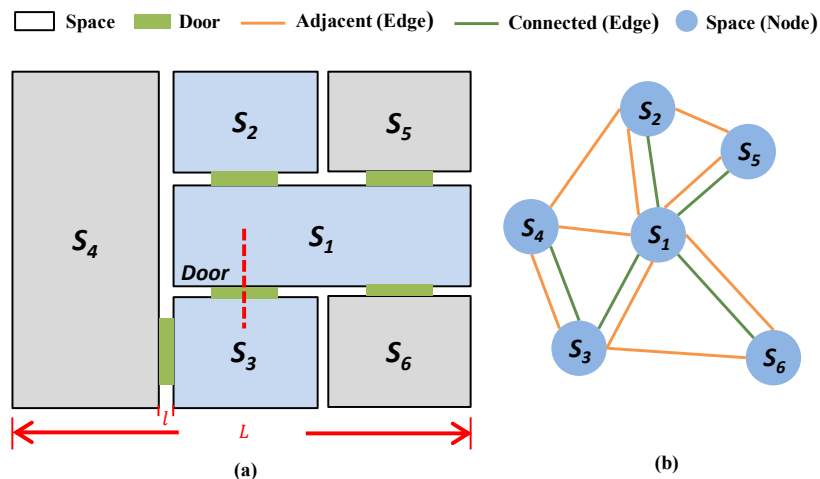 Space Door Adjacent (Edge) Connected (Edge) Space (Node)
S2 S5
S4 S1
Door
S3 S6
l
L
(a)
S2
S5
S4 S1
S3 S6
(b)